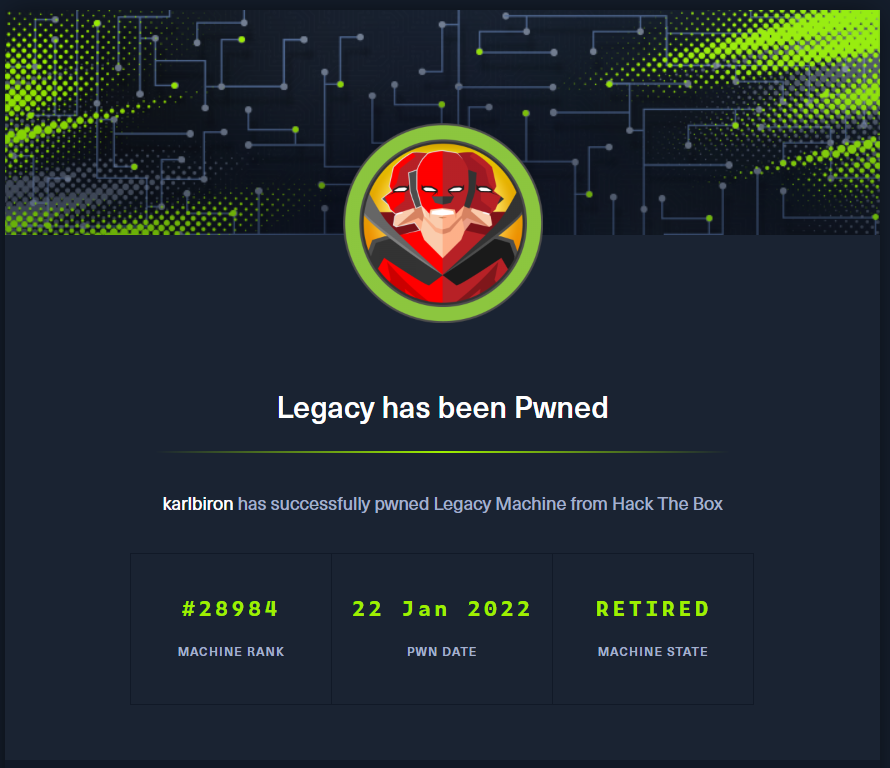 Legacy has been Pwned
karlbiron has successfully pwned Legacy Machine from Hack The Box
#28984 22 Jan 2022 RETIRED
MACHINE RANK PWN DATE MACHINE STATE